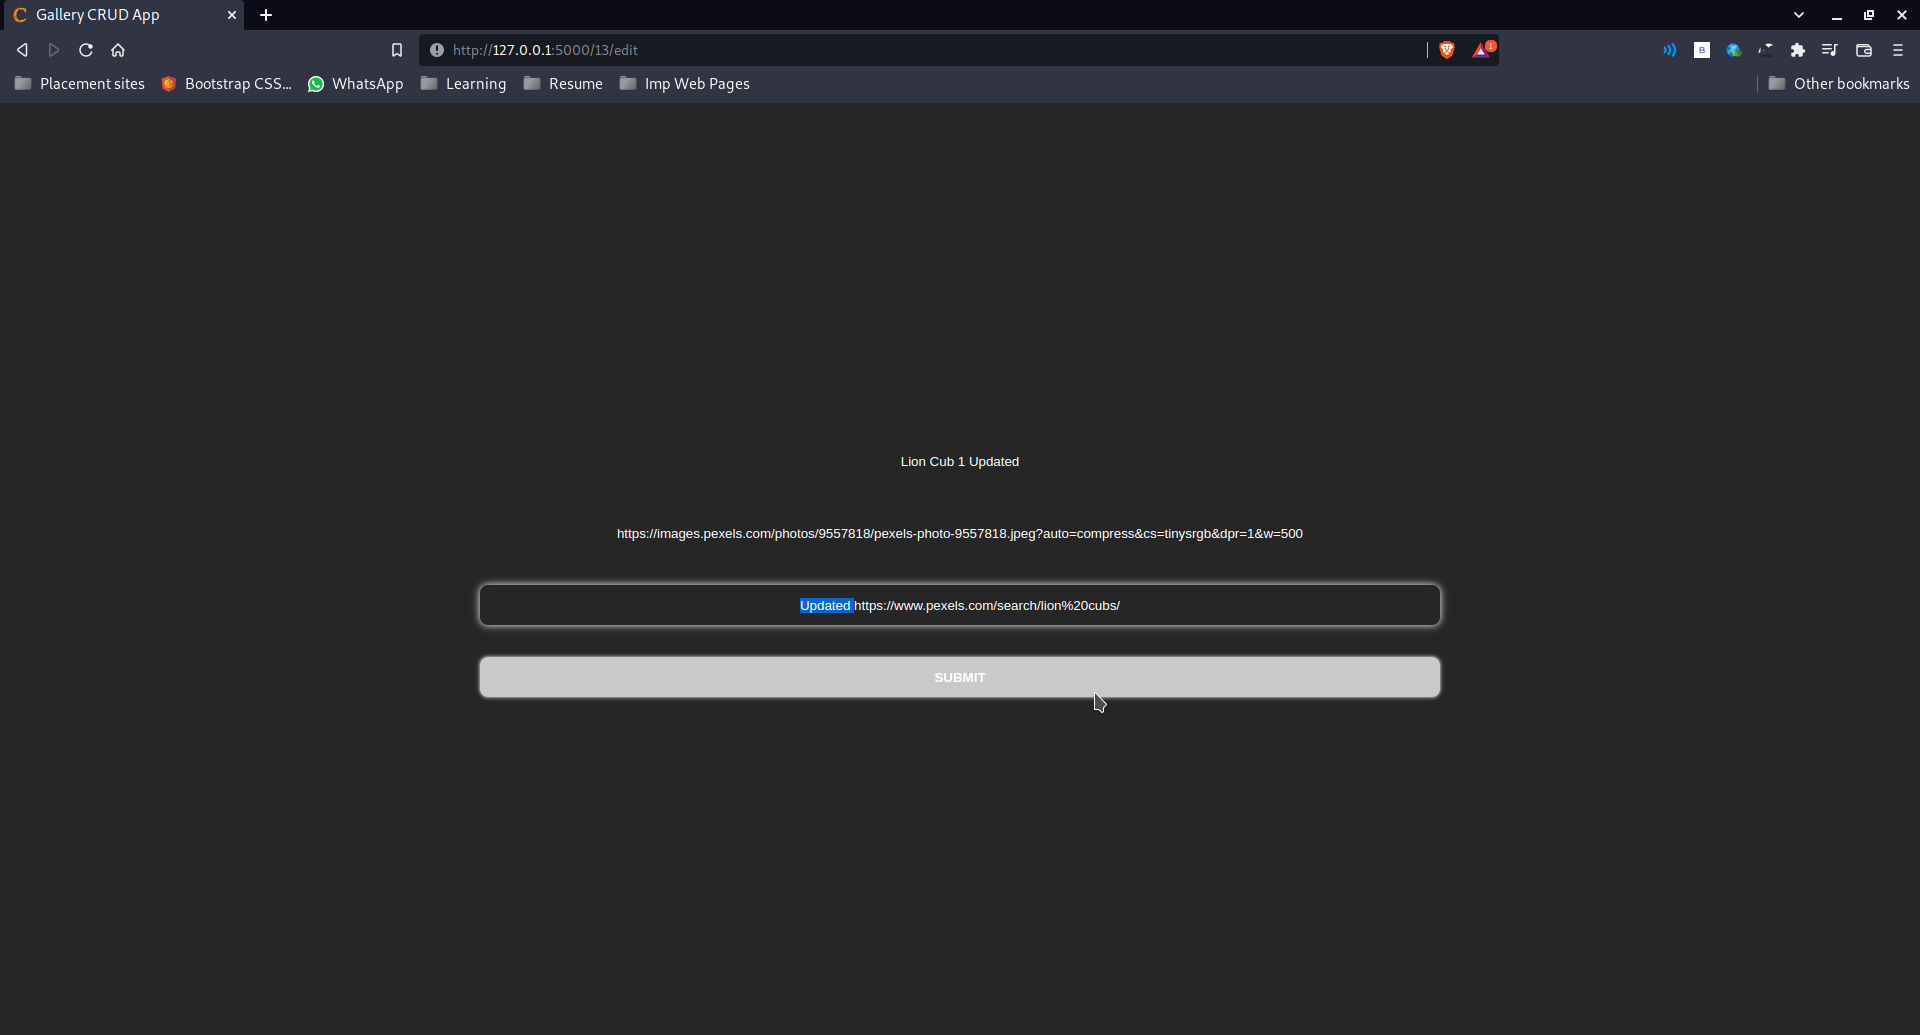 Gallery CRUD App
http://127.0.0.1:5000/13/edit
1
B
Placement sites
Bootstrap CSS...
WhatsApp
Learning
Resume
Imp Web Pages
Other bookmarks
Lion Cub 1 Updated
https://images.pexels.com/photos/9557818/pexels-photo-9557818.jpeg?auto=compress&cs=tinysrgb&dpr=1&w=500
Updated https://www.pexels.com/search/lion%20cubs/
SUBMIT